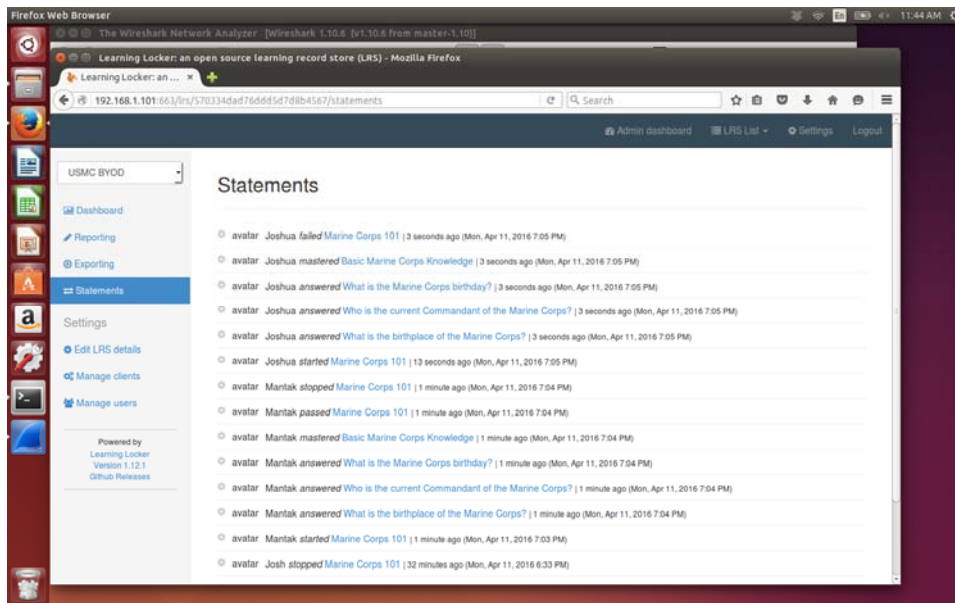 Firefox Web Browser
En
11:44 AM
The Wireshark Network Analyzer [Wireshark 1.10.6 (v1.10.6 from master-1.10)]
Learning Locker: an open source learning record store (LRS) - Mozilla Firefox
Learning Locker: an ...
192.168.1.101:663/lrs/570334dad76ddd5d7d8b4567/statements
Search
Admin dashboard
LRS List
Settings
Logout
USMC BYOD
Dashboard
Reporting
Exporting
Statements
Settings
Edit LRS details
Manage clients
Manage users
Powered by
Learning Locker
Version 1.12.1
Github Releases
Statements
avatar Joshua failed Marine Corps 101 | 3 seconds ago (Mon, Apr 11, 2016 7:05 PM)
avatar Joshua mastered Basic Marine Corps Knowledge | 3 seconds ago (Mon, Apr 11, 2016 7:05 PM)
avatar Joshua answered What is the Marine Corps birthday? | 3 seconds ago (Mon, Apr 11, 2016 7:05 PM)
avatar Joshua answered Who is the current Commandant of the Marine Corps? | 3 seconds ago (Mon, Apr 11, 2016 7:05 PM)
avatar Joshua answered What is the birthplace of the Marine Corps? | 3 seconds ago (Mon, Apr 11, 2016 7:05 PM)
avatar Joshua started Marine Corps 101 | 13 seconds ago (Mon, Apr 11, 2016 7:05 PM)
avatar Mantak stopped Marine Corps 101 | 1 minute ago (Mon, Apr 11, 2016 7:04 PM)
avatar Mantak passed Marine Corps 101 | 1 minute ago (Mon, Apr 11, 2016 7:04 PM)
avatar Mantak mastered Basic Marine Corps Knowledge | 1 minute ago (Mon, Apr 11, 2016 7:04 PM)
avatar Mantak answered What is the Marine Corps birthday? | 1 minute ago (Mon, Apr 11, 2016 7:04 PM)
avatar Mantak answered Who is the current Commandant of the Marine Corps? | 1 minute ago (Mon, Apr 11, 2016 7:04 PM)
avatar Mantak answered What is the birthplace of the Marine Corps? | 1 minute ago (Mon, Apr 11, 2016 7:04 PM)
avatar Mantak started Marine Corps 101 | 1 minute ago (Mon, Apr 11, 2016 7:03 PM)
avatar Josh stopped Marine Corps 101 | 32 minutes ago (Mon, Apr 11, 2016 6:33 PM)